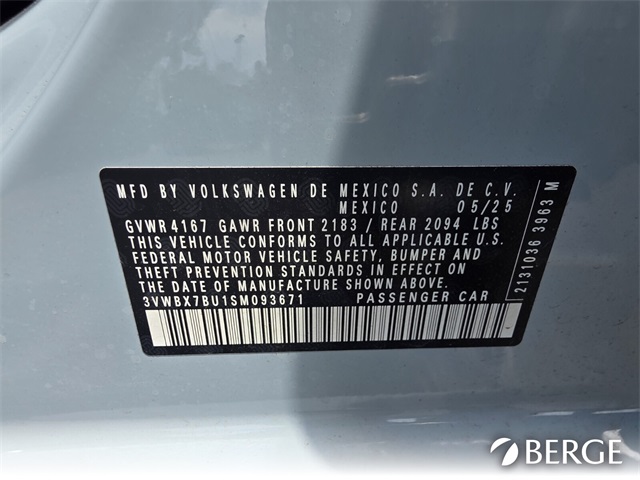 MFD BY VOLKSWAGEN DE MEXICO S.A. DE C.V.
MEXICO 05/25
GVWR 4167 GAWR FRONT 2183 / REAR 2094 LBS
THIS VEHICLE CONFORMS TO ALL APPLICABLE U.S.
FEDERAL MOTOR VEHICLE SAFETY, BUMPER AND
THEFT PREVENTION STANDARDS IN EFFECT ON
THE DATE OF MANUFACTURE SHOWN ABOVE.
3VWBX7BU1SM093671 PASSENGER CAR
2131036 3963 M
BERGE